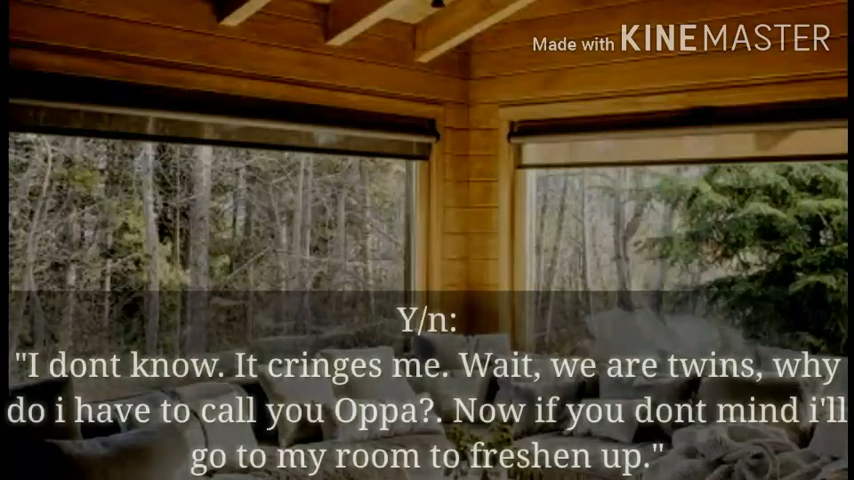 Made with KINEMASTER
Y/n:
"I dont know. It cringes me. Wait, we are twins, why
do i have to call you Oppa?. Now if you dont mind i'll
go to my room to freshen up."